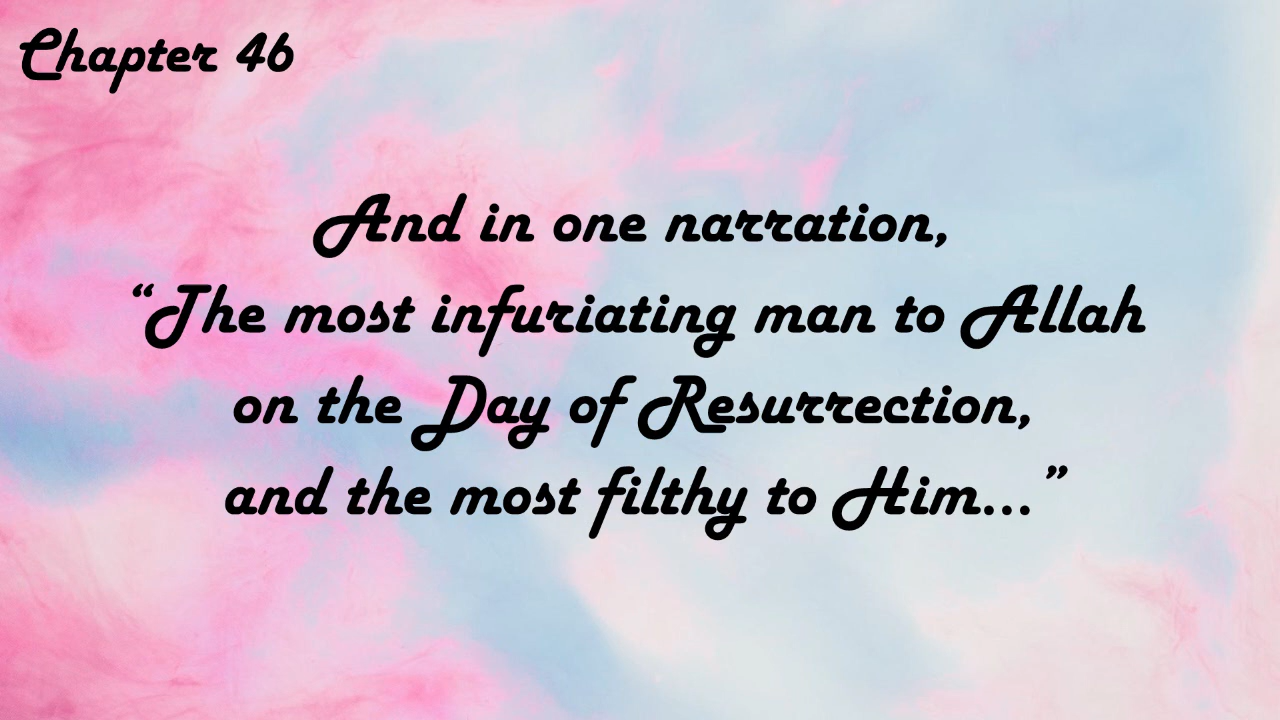 Chapter 46
And in one narration,
“The most infuriating man to Allah
on the Day of Resurrection,
and the most filthy to Him...”